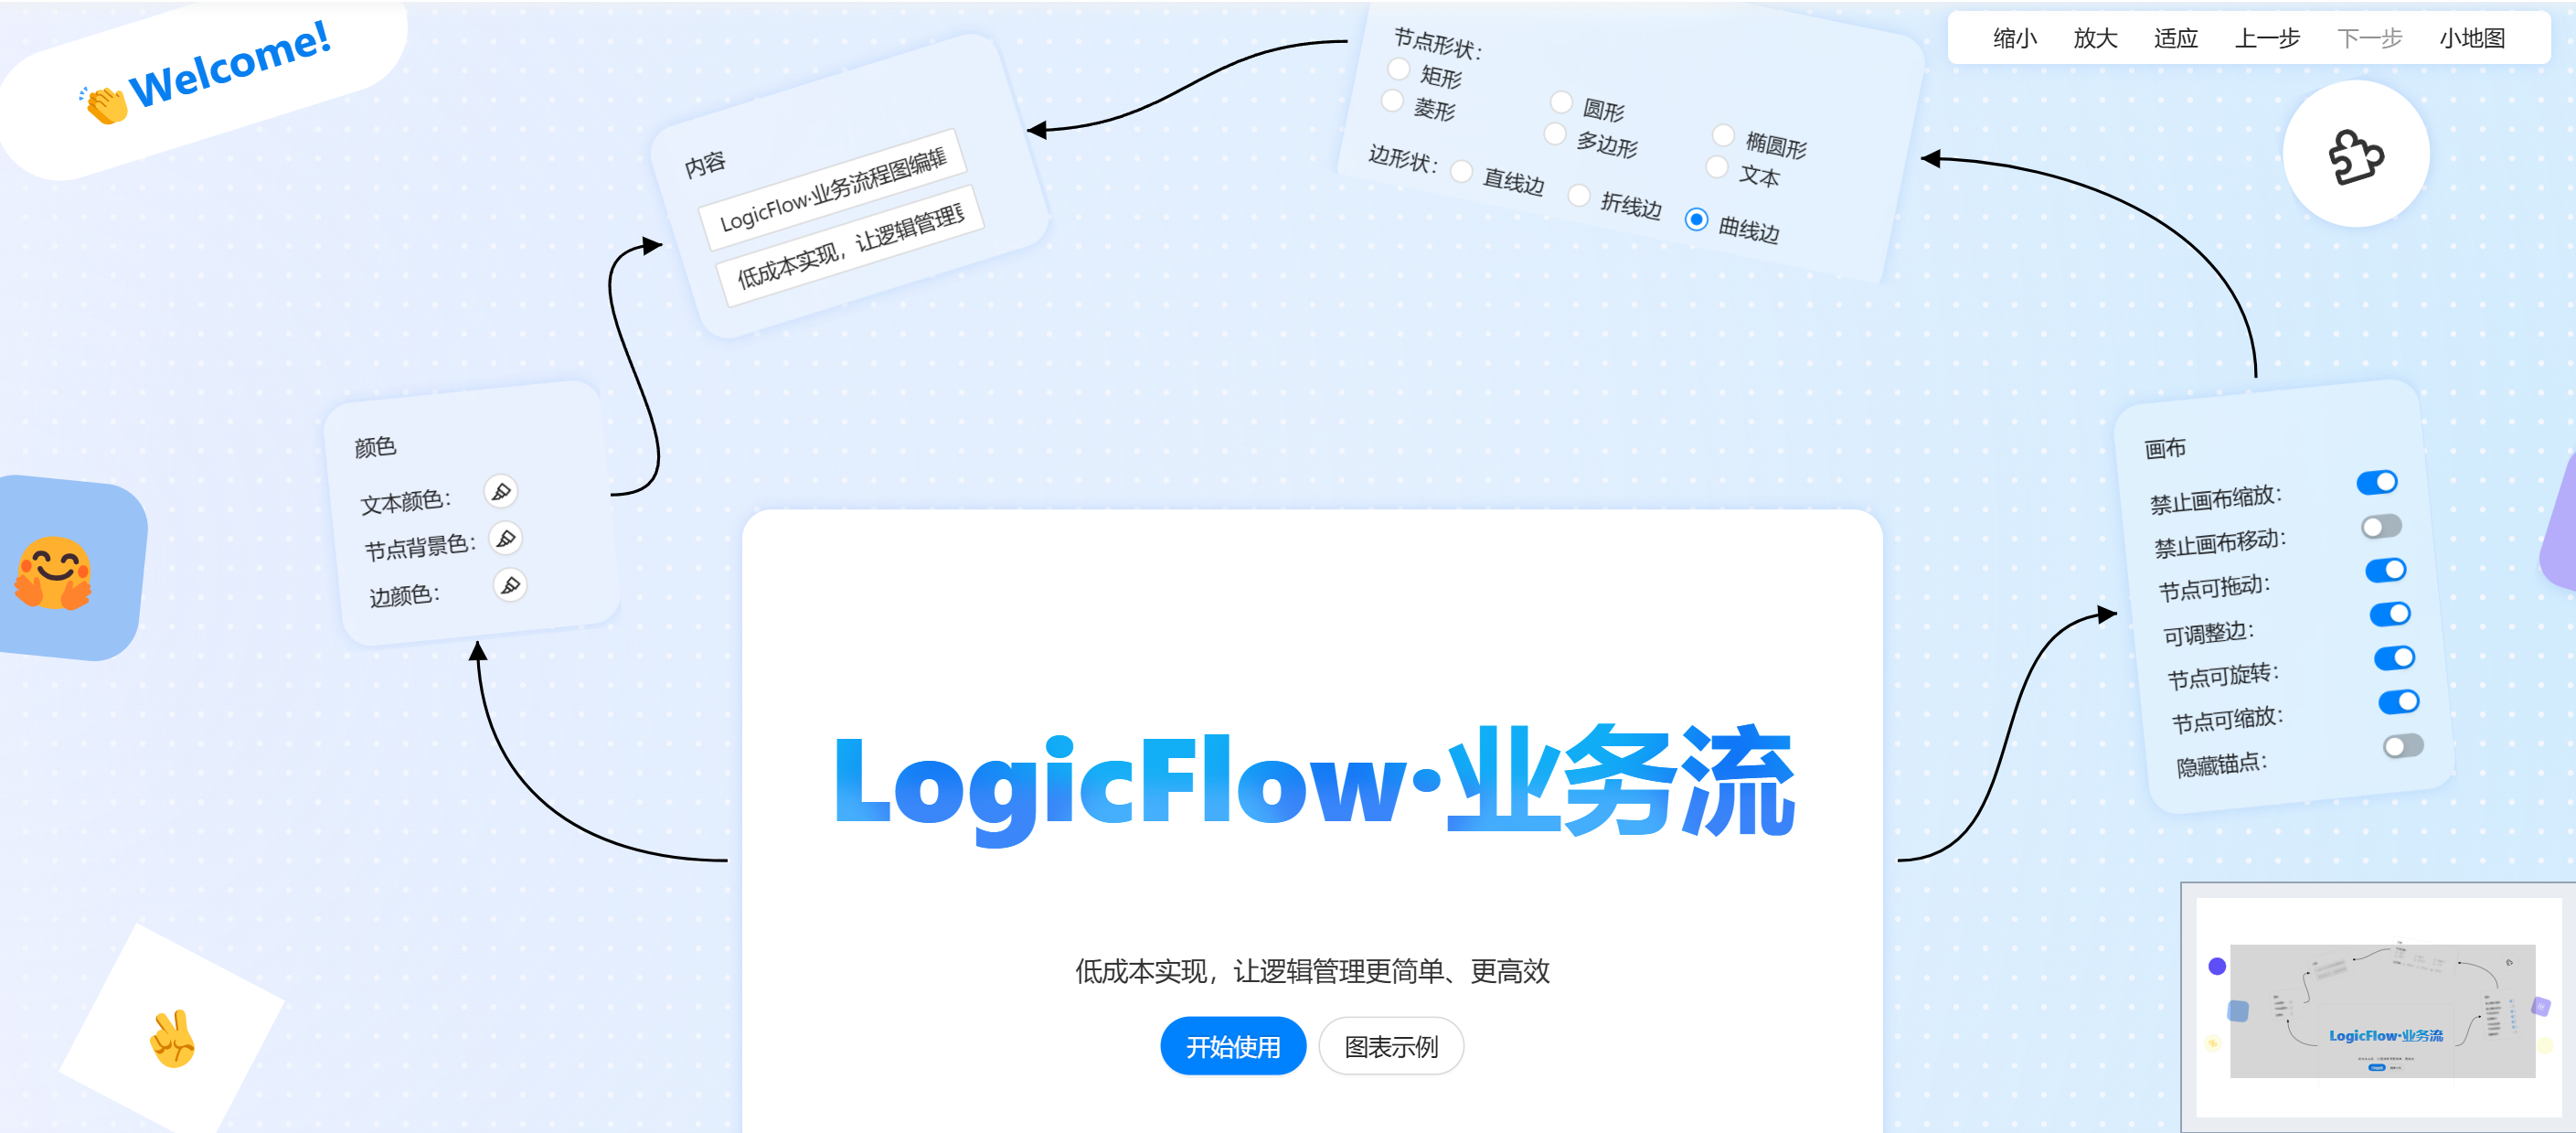 👏 Welcome!
缩小 放大 适应 上一步 下一步 小地图
节点形状：
矩形 圆形 椭圆形
菱形 多边形 文本
边形状： 直线边 折线边 曲线边
内容
LogicFlow·业务流程图编辑
低成本实现，让逻辑管理
颜色
文本颜色：
节点背景色：
边颜色：
画布
禁止画布缩放：
禁止画布移动：
节点可拖动：
可调整边：
节点可旋转：
节点可缩放：
隐藏锚点：
LogicFlow·业务流
低成本实现，让逻辑管理更简单、更高效
开始使用 图表示例
LogicFlow·业务流